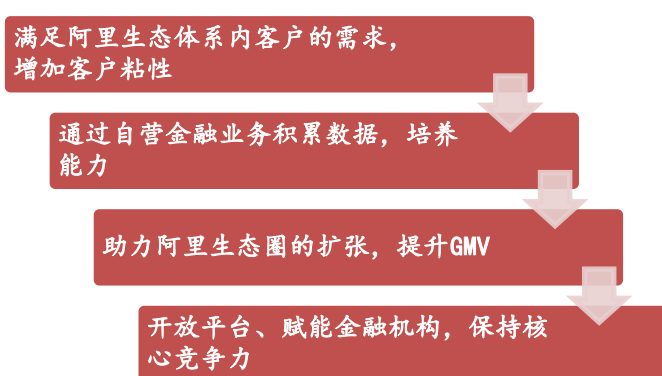 满足阿里生态体系内客户的需求，
增加客户粘性
通过自营金融业务积累数据，培养
能力
助力阿里生态圈的扩张，提升GMV
开放平台、赋能金融机构，保持核
心竞争力